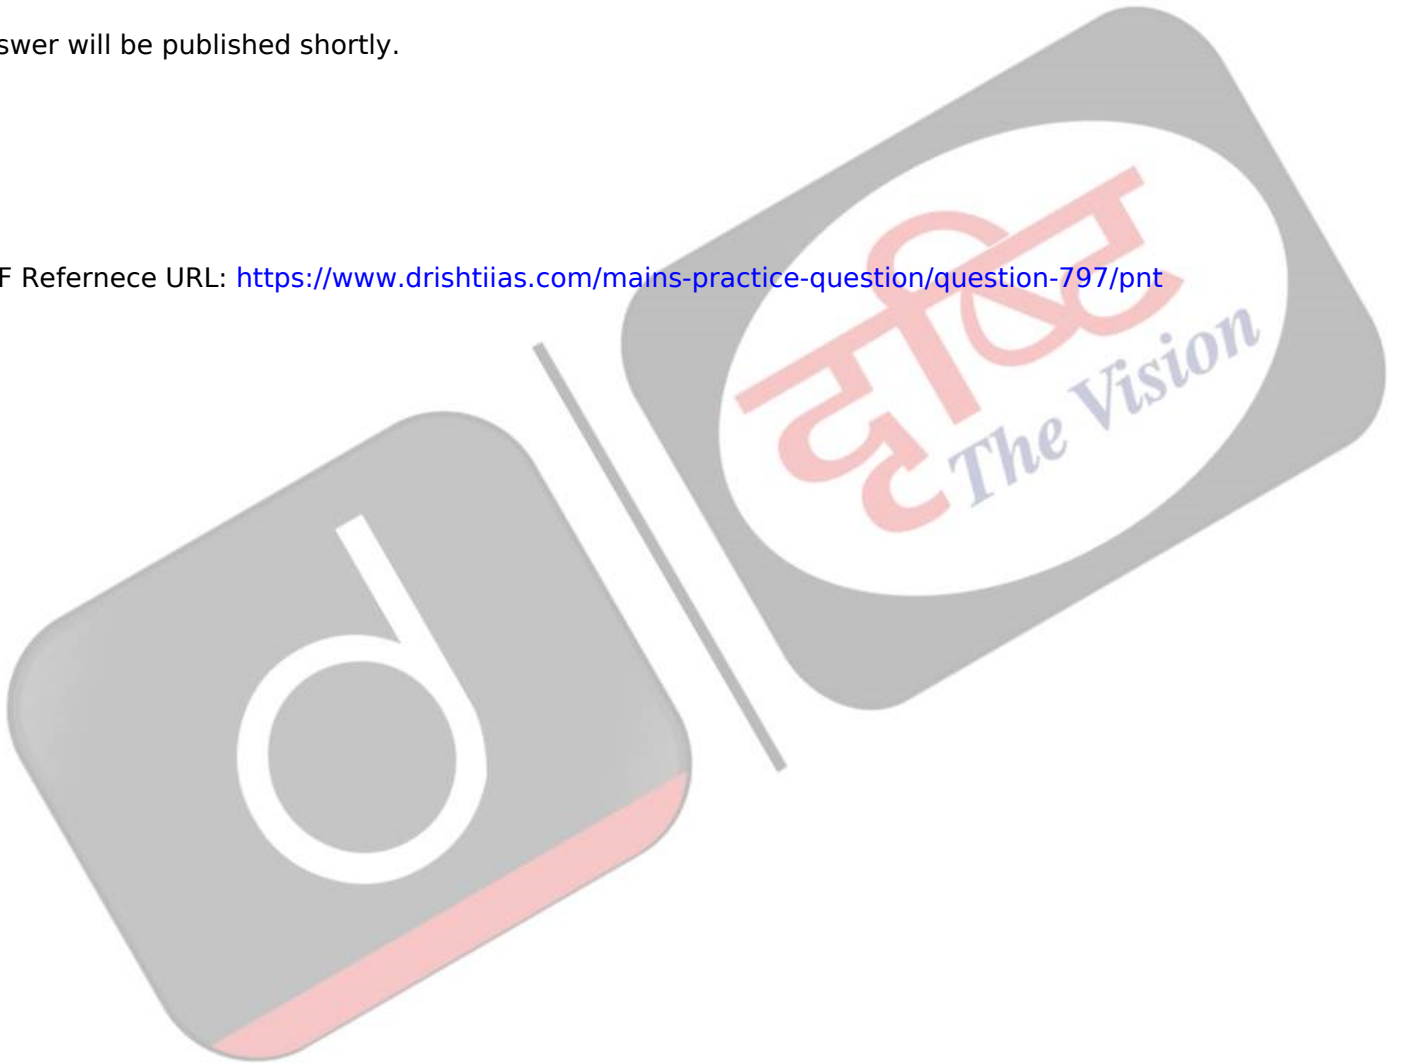 swer will be published shortly.
F Refernece URL: https://www.drishtiias.com/mains-practice-question/question-797/pnt
दृष्टि
The Vision
d